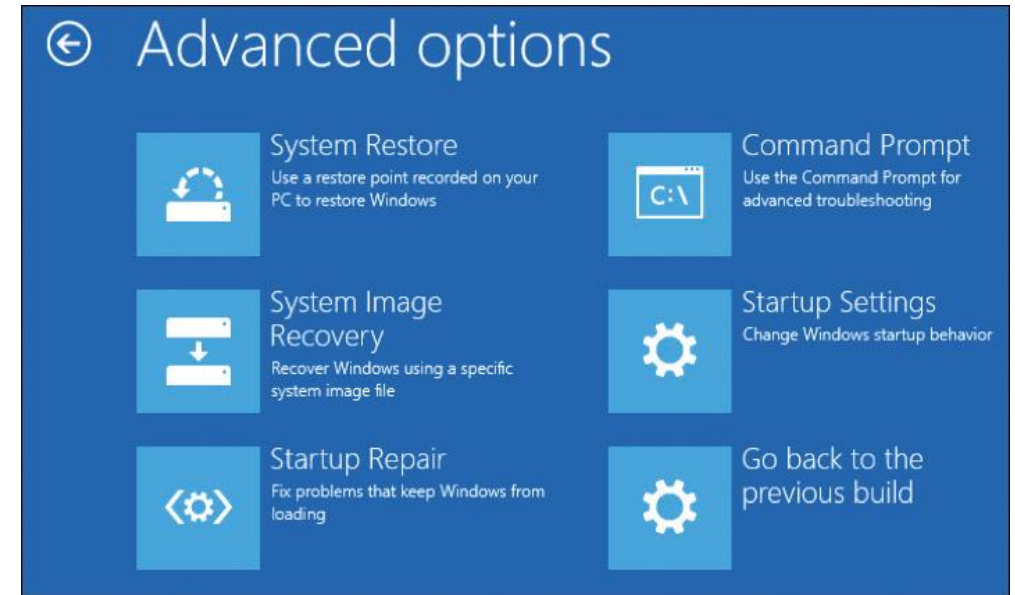 Advanced options
System Restore
Use a restore point recorded on your
PC to restore Windows
System Image
Recovery
Recover Windows using a specific
system image file
Startup Repair
Fix problems that keep Windows from
loading
Command Prompt
Use the Command Prompt for
advanced troubleshooting
C:\
Startup Settings
Change Windows startup behavior
Go back to the
previous build